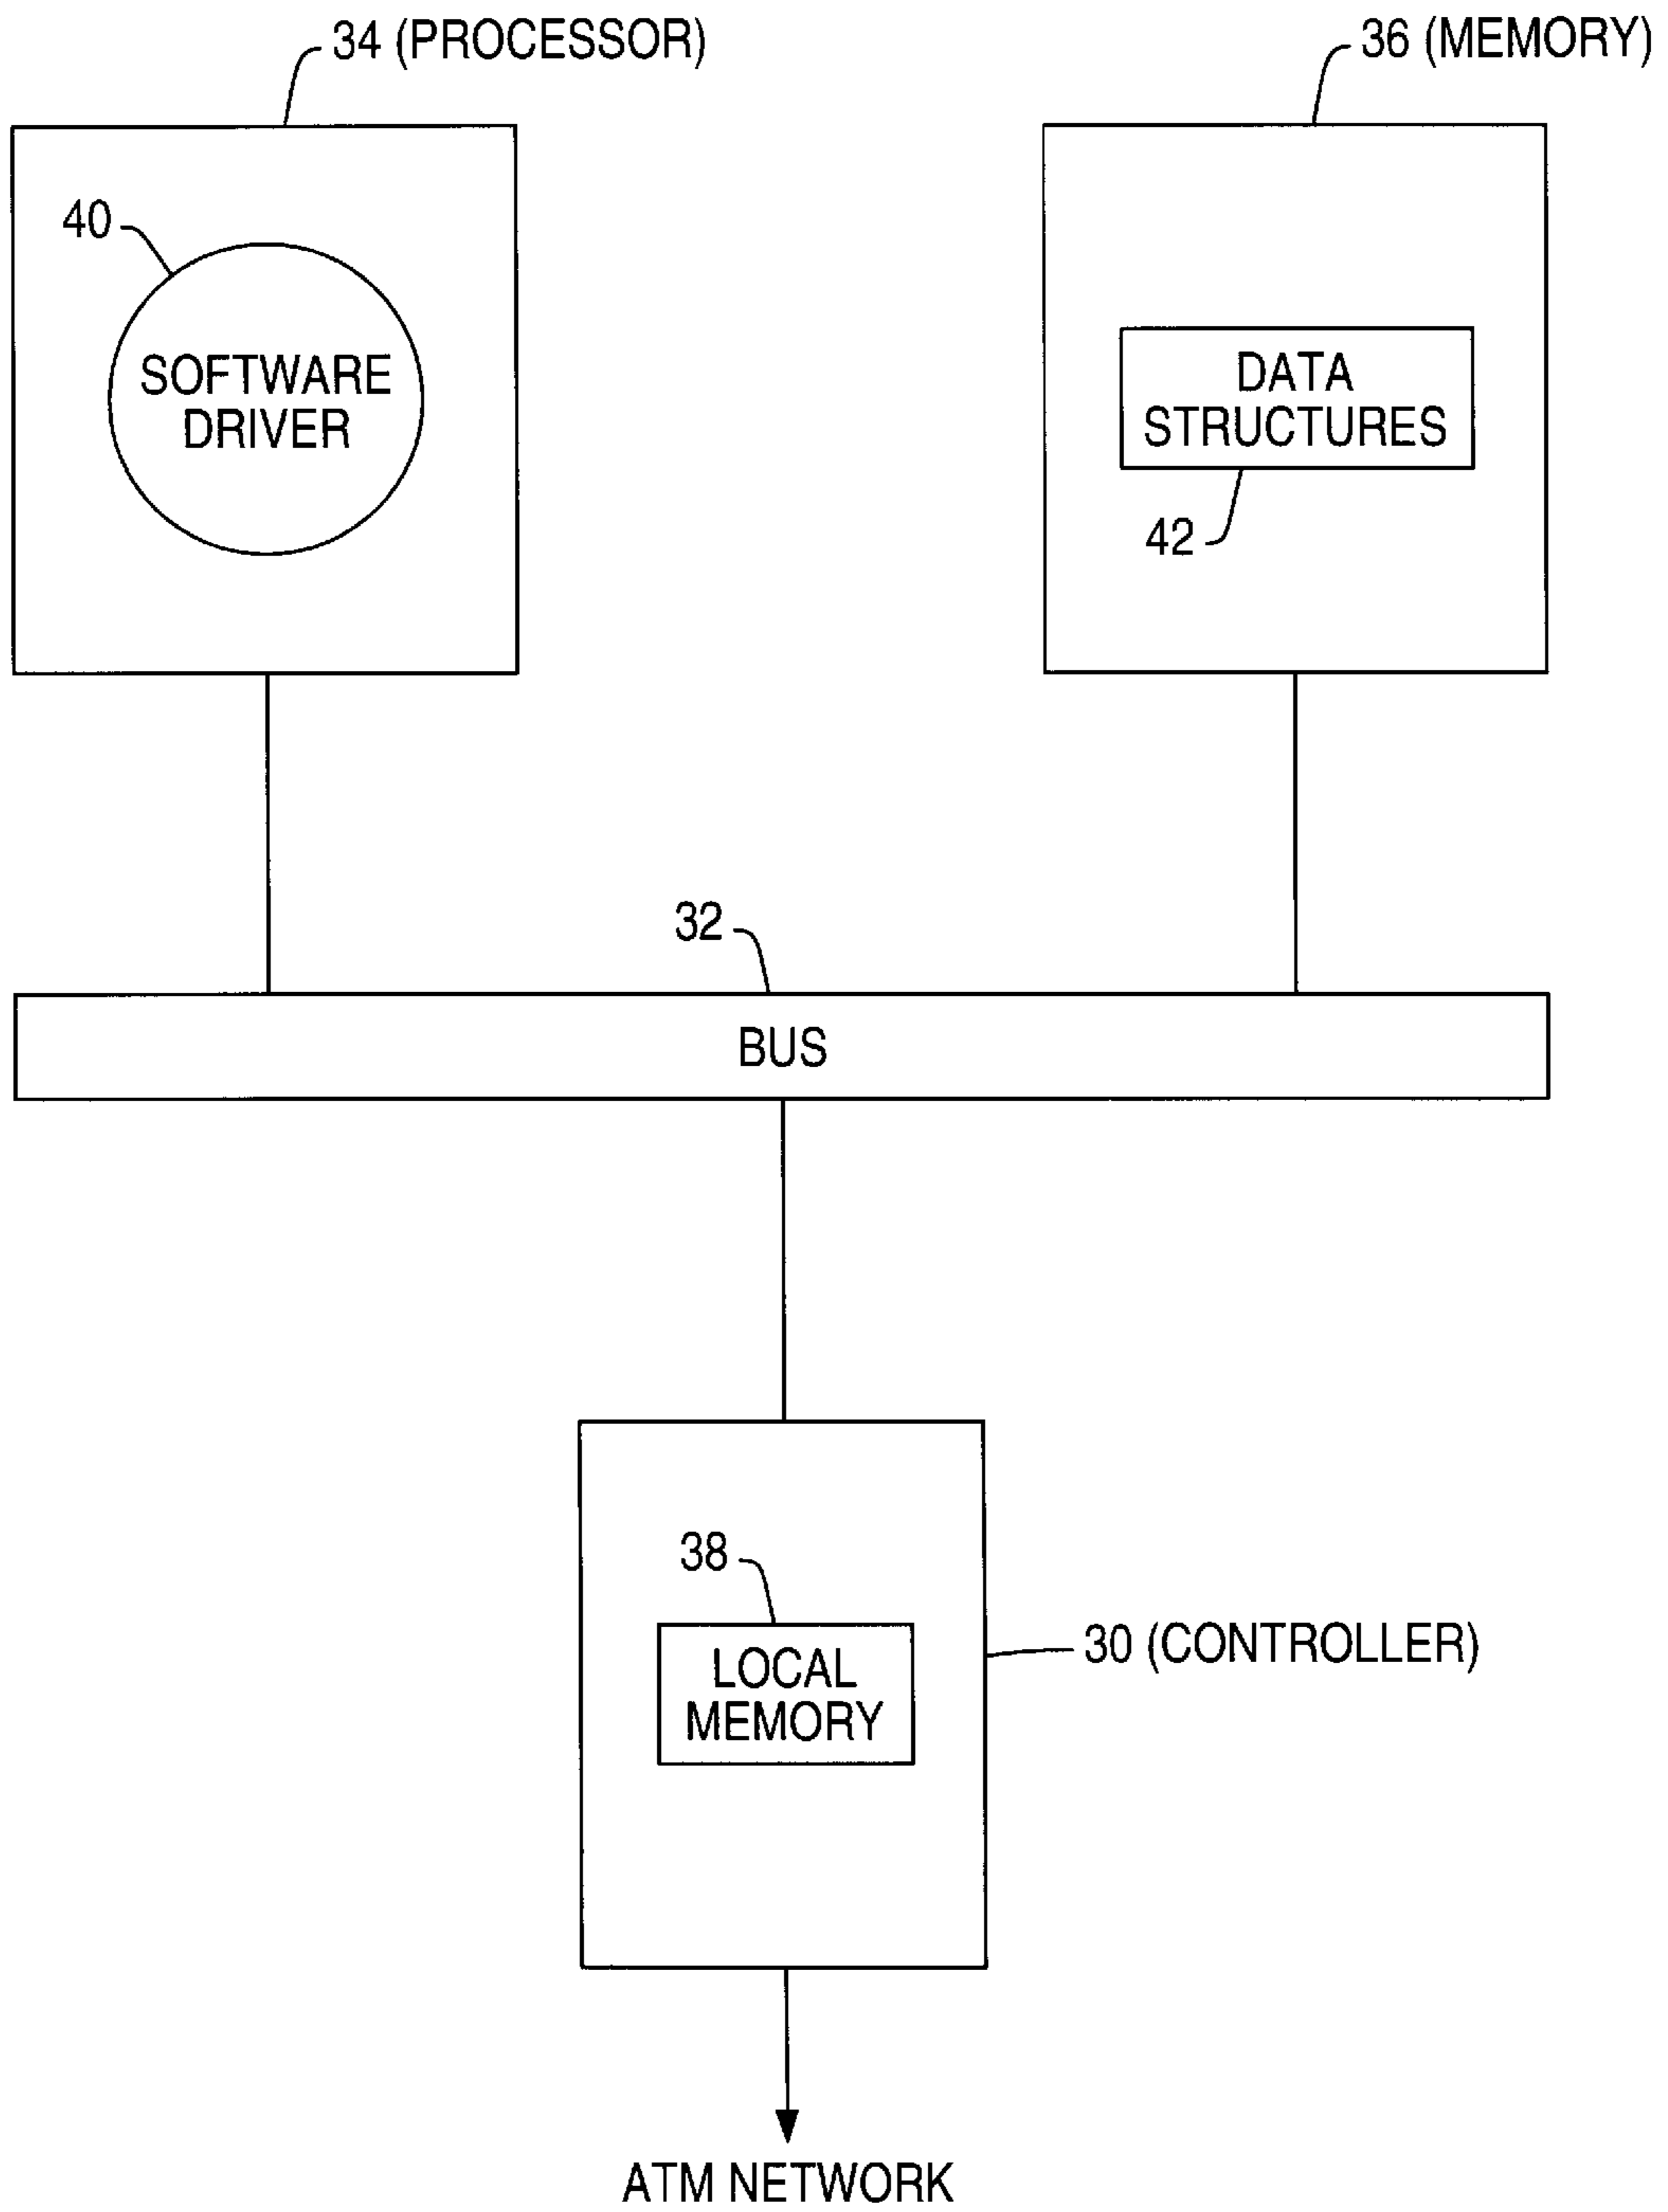 34 (PROCESSOR)
36 (MEMORY)
40
SOFTWARE
DRIVER
DATA
STRUCTURES
42
32
BUS
38
LOCAL
MEMORY
30 (CONTROLLER)
ATM NETWORK